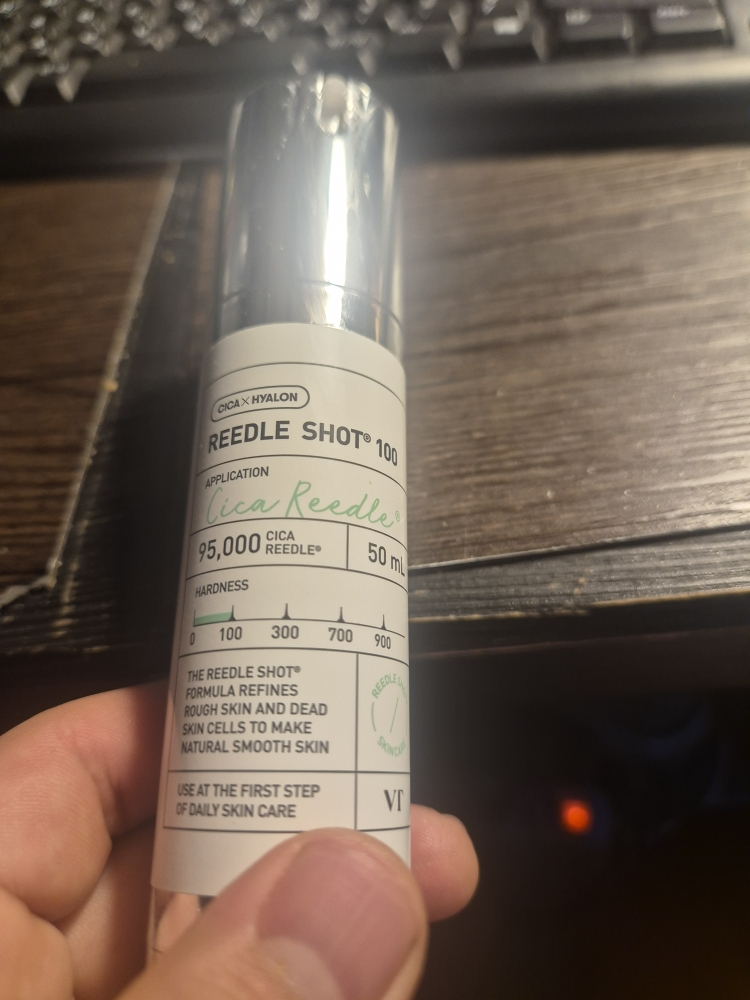 CICA×HYALON
REEDLE SHOT® 100
APPLICATION
Cica Reedle®
95,000 CICA REEDLE®
50 mL
HARDNESS
0 100 300 700 900
THE REEDLE SHOT®
FORMULA REFINES
ROUGH SKIN AND DEAD
SKIN CELLS TO MAKE
NATURAL SMOOTH SKIN
REEDLE
SKINCARE
USE AT THE FIRST STEP
OF DAILY SKIN CARE
VT